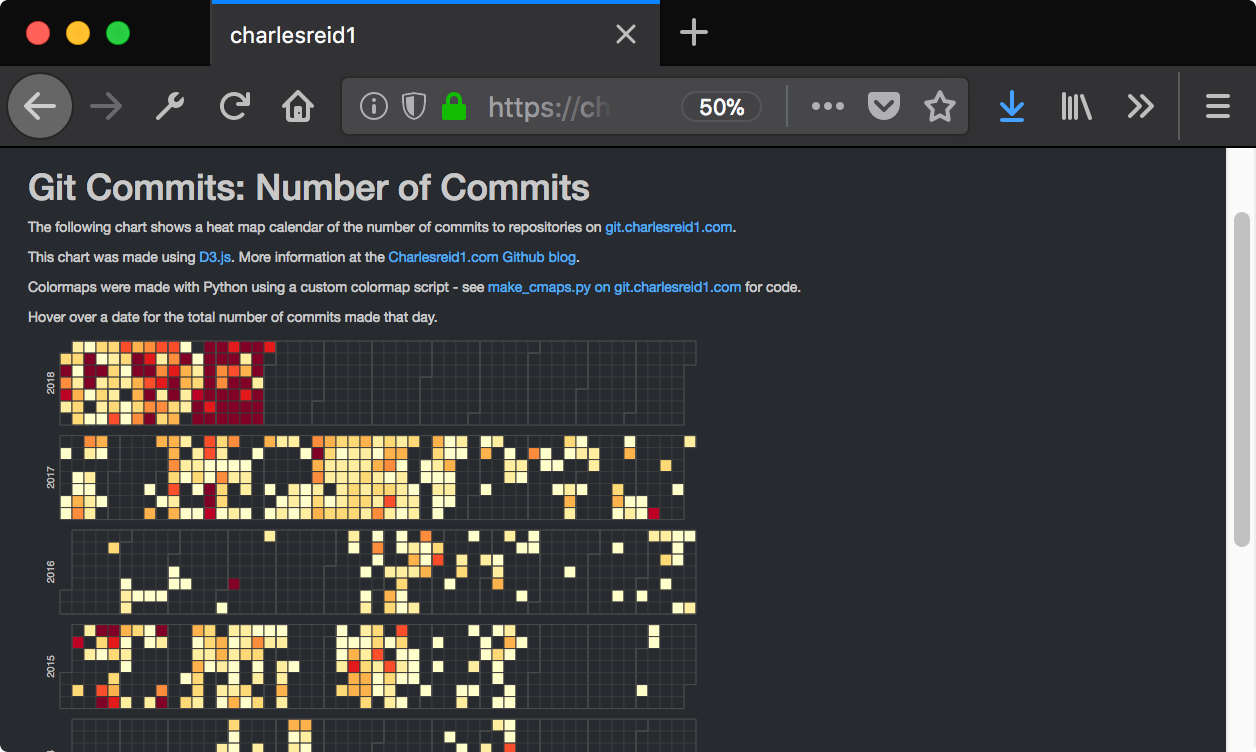 charlesreid1
https://ch
50%
Git Commits: Number of Commits
The following chart shows a heat map calendar of the number of commits to repositories on git.charlesreid1.com.
This chart was made using D3.js. More information at the Charlesreid1.com Github blog.
Colormaps were made with Python using a custom colormap script - see make_cmaps.py on git.charlesreid1.com for code.
Hover over a date for the total number of commits made that day.
2018
2017
2016
2015